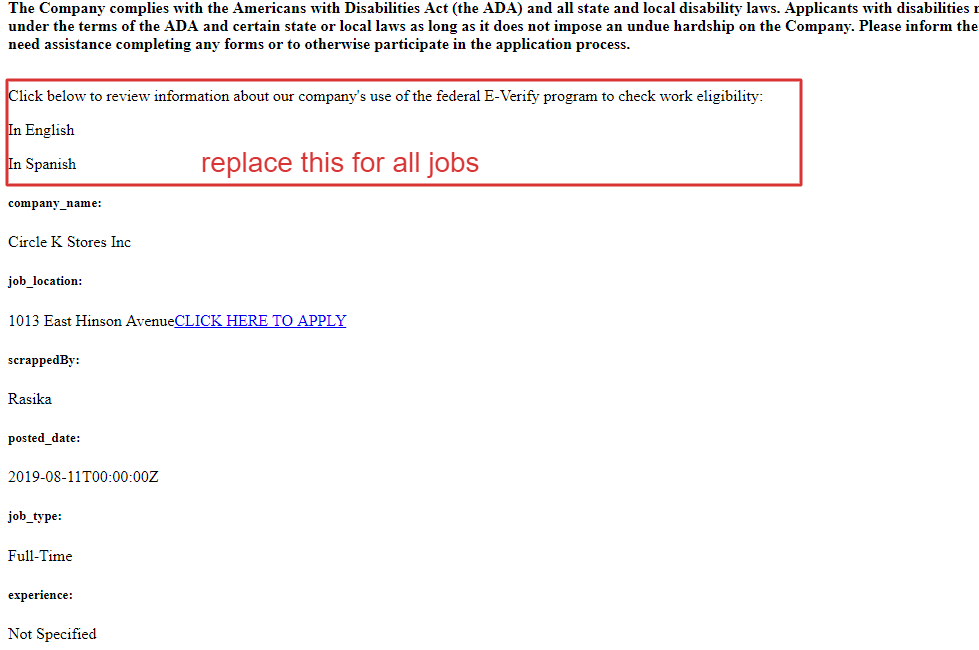 The Company complies with the Americans with Disabilities Act (the ADA) and all state and local disability laws. Applicants with disabilities
under the terms of the ADA and certain state or local laws as long as it does not impose an undue hardship on the Company. Please inform the
need assistance completing any forms or to otherwise participate in the application process.
Click below to review information about our company's use of the federal E-Verify program to check work eligibility:
In English
In Spanish
replace this for all jobs
company_name:
Circle K Stores Inc
job_location:
1013 East Hinson AvenueCLICK HERE TO APPLY
scrappedBy:
Rasika
posted_date:
2019-08-11T00:00:00Z
job_type:
Full-Time
experience:
Not Specified